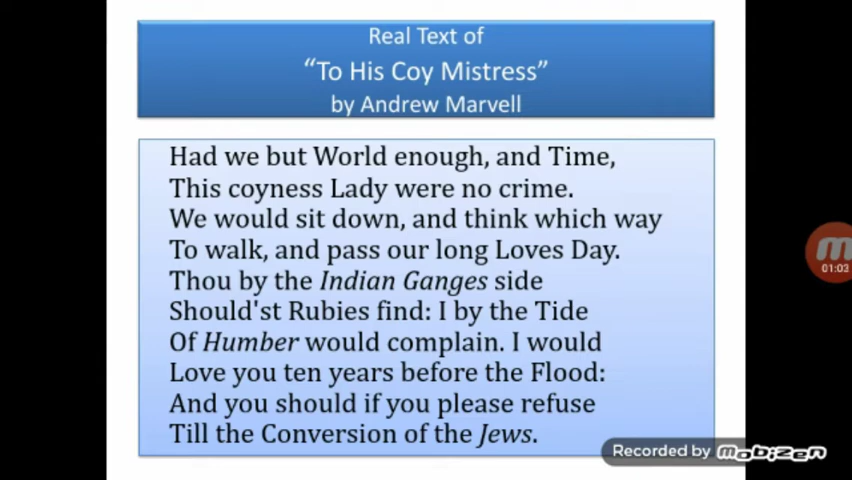 Real Text of
“To His Coy Mistress”
by Andrew Marvell
Had we but World enough, and Time,
This coyness Lady were no crime.
We would sit down, and think which way
To walk, and pass our long Loves Day.
Thou by the Indian Ganges side
Should'st Rubies find: I by the Tide
Of Humber would complain. I would
Love you ten years before the Flood:
And you should if you please refuse
Till the Conversion of the Jews.
01:03
Recorded by mobizen